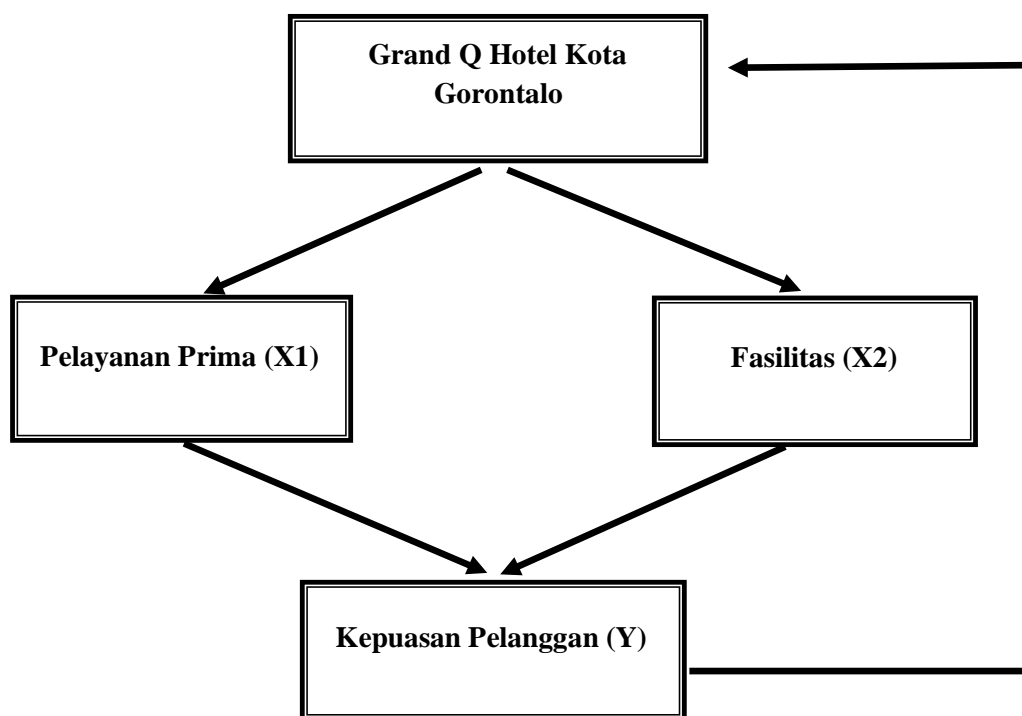 Grand Q Hotel Kota
Gorontalo
Pelayanan Prima (X1)
Fasilitas (X2)
Kepuasan Pelanggan (Y)